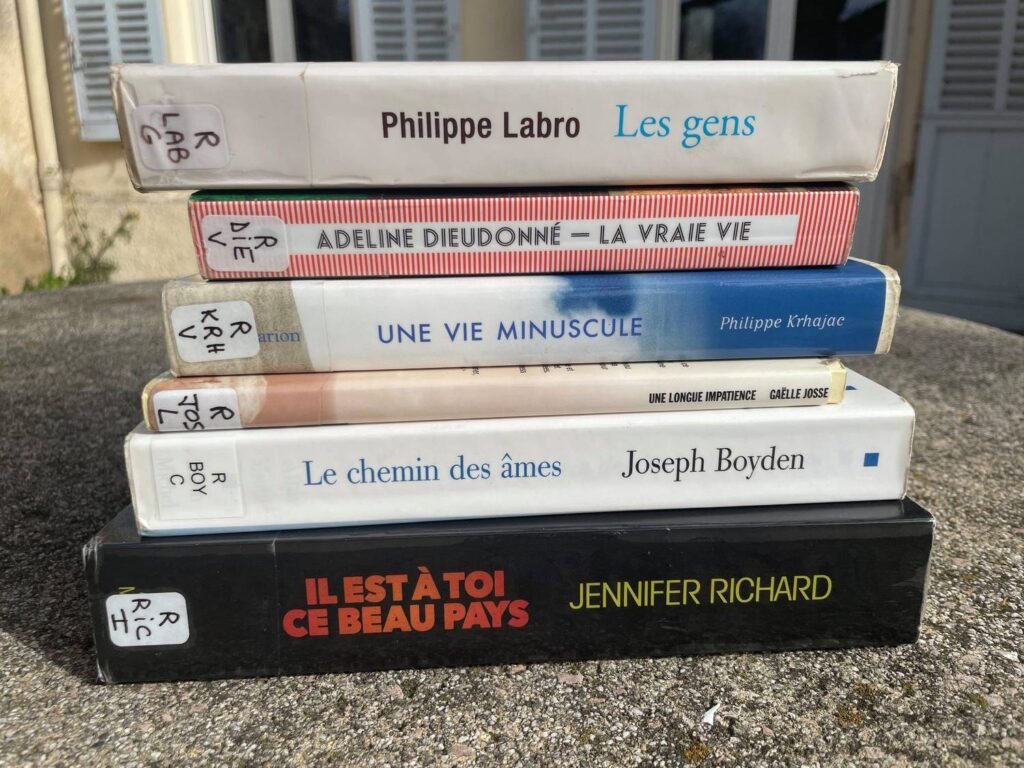 R
LAB
G
Philippe Labro Les gens
R
DiE
V
ADELINE DIEUDONNÉ — LA VRAIE VIE
R
KRH
V
arion
UNE VIE MINUSCULE Philippe Krhajac
R
JOS
L
UNE LONGUE IMPATIENCE GAËLLE JOSSE
R
BOY
C
Le chemin des âmes Joseph Boyden
R
RiC
I
IL EST À TOI
CE BEAU PAYS
JENNIFER RICHARD